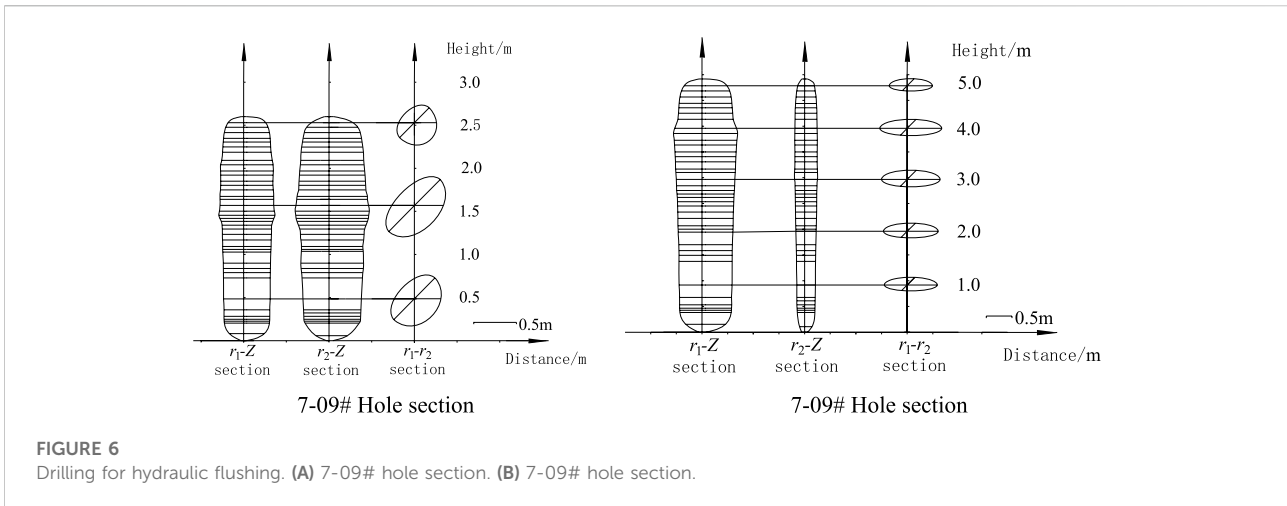 Height/m
3.0
2.5
2.0
1.5
1.0
0.5
0.5m
r1-Z
section
r2-Z
section
r1-r2
section
Distance/m
7-09# Hole section
Height/m
5.0
4.0
3.0
2.0
1.0
0.5m
r1-Z
section
r2-Z
section
r1-r2
section
Distance/m
7-09# Hole section
FIGURE 6
Drilling for hydraulic flushing. (A) 7-09# hole section. (B) 7-09# hole section.